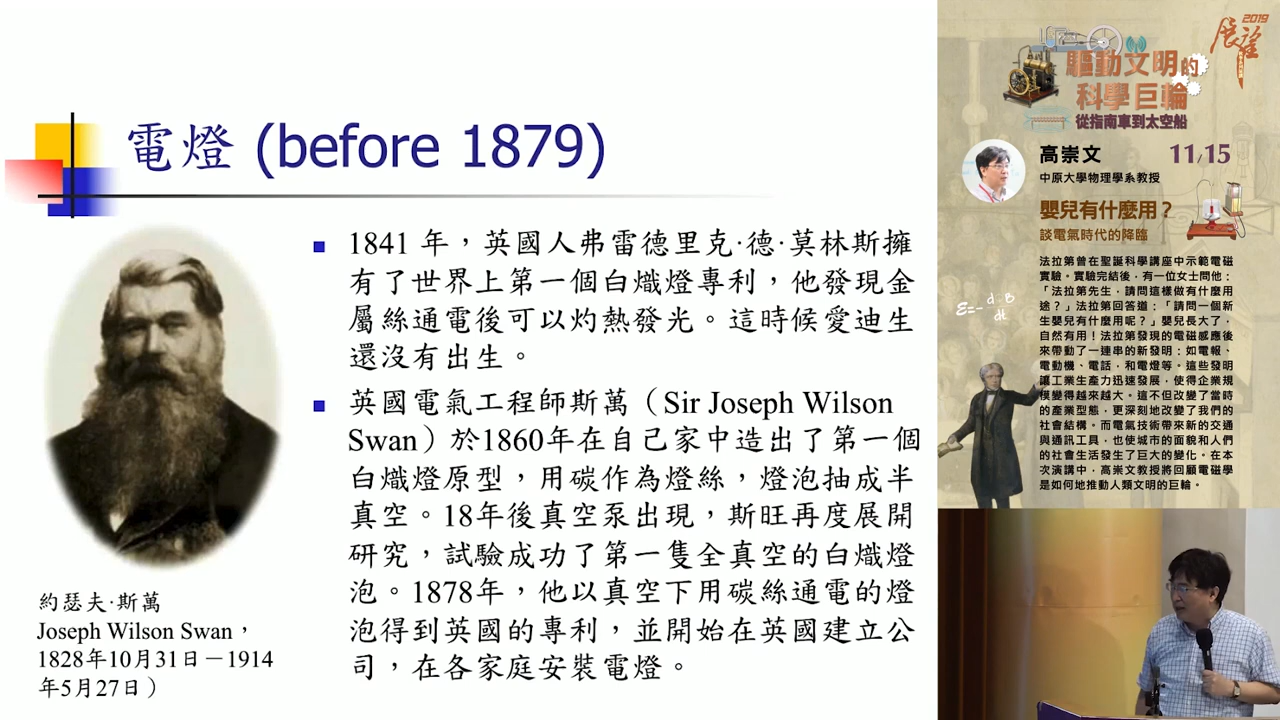 電燈 (before 1879)
1841 年，英國人弗雷德里克·德·莫林斯擁
有了世界上第一個白熾燈專利，他發現金
屬絲通電後可以灼熱發光。這時候愛迪生
還沒有出生。
英國電氣工程師斯萬（Sir Joseph Wilson
Swan）於1860年在自己家中造出了第一個
白熾燈原型，用碳作為燈絲，燈泡抽成半
真空。18年後真空泵出現，斯旺再度展開
研究，試驗成功了第一隻全真空的白熾燈
泡。1878年，他以真空下用碳絲通電的燈
泡得到英國的專利，並開始在英國建立公
司，在各家庭安裝電燈。
約瑟夫·斯萬
Joseph Wilson Swan，
1828年10月31日－1914
年5月27日）
2019
展望
驅動文明的
科學巨輪
從指南車到太空船
高崇文 11/15
中原大學物理學系教授
嬰兒有什麼用？
談電氣時代的降臨
法拉第曾在聖誕科學講座中示範電磁
實驗。實驗完結後，有一位女士問他：
「法拉第先生，請問這樣做有什麼用
途？」法拉第回答道：「請問一個新
生嬰兒有什麼用呢？」嬰兒長大了，
自然有用！法拉第發現的電磁感應後
來帶動了一連串的新發明：如電報、
電動機、電話，和電燈等。這些發明
讓工業生產力迅速發展，使得企業規
模變得越來越大。這不但改變了當時
的產業型態，更深刻地改變了我們的
社會結構。而電氣技術帶來新的交通
與通訊工具，也使城市的面貌和人們
的社會生活發生了巨大的變化。在本
次演講中，高崇文教授將回顧電磁學
是如何地推動人類文明的巨輪。